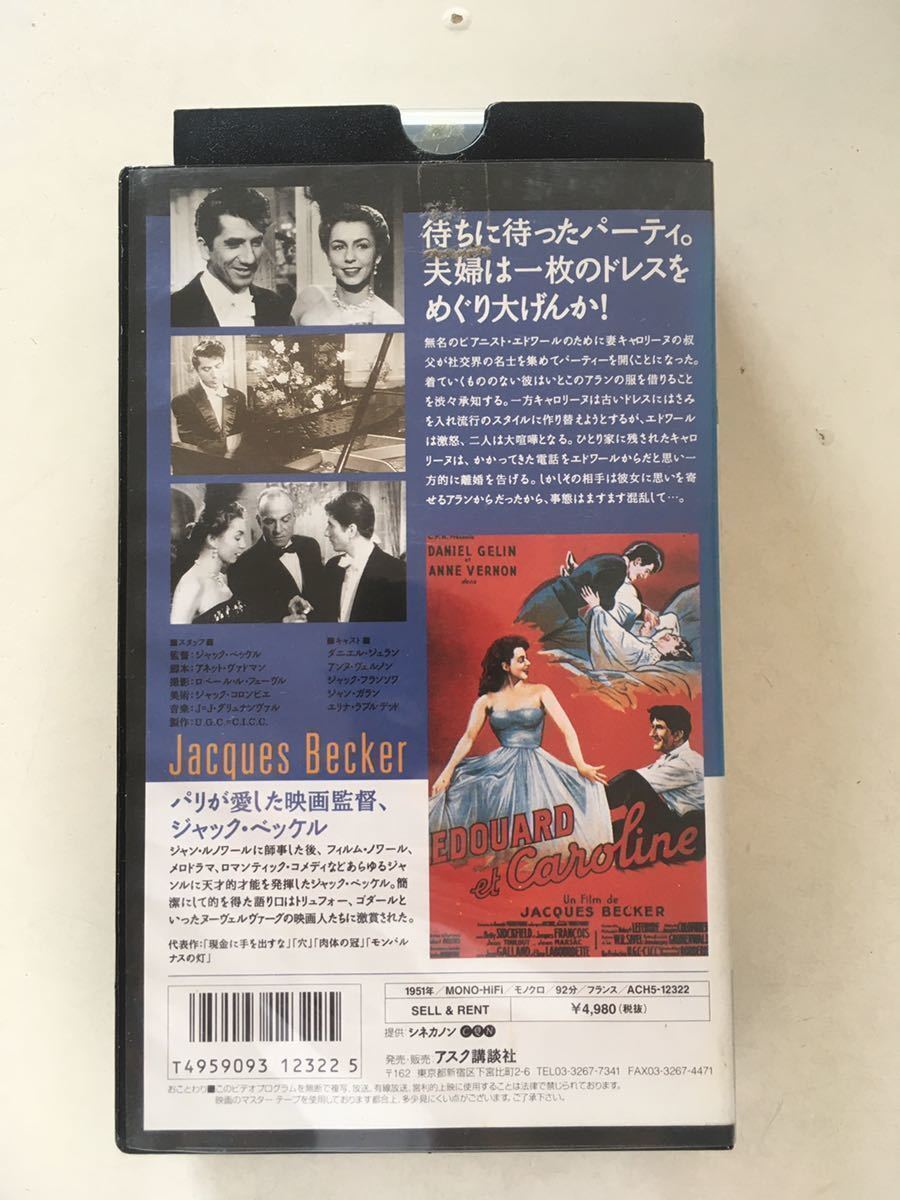 待ちに待ったパーティ。
夫婦は一枚のドレスを
めぐり大げんか!
無名のピアニスト・エドワールのために妻キャロリーヌの叔
父が社交界の名士を集めてパーティーを開くことになった。
着ていくもののない彼はいとこのアランの服を借りること
を渋々承知する。一方キャロリーヌは古いドレスにはさみ
を入れ流行のスタイルに作り替えようとするが、エドワール
は激怒、二人は大喧嘩となる。ひとり家に残されたキャロ
リーヌは、かかってきた電話をエドワールからだと思い一
方的に離婚を告げる。しかしその相手は彼女に思いを寄
せるアランからだったから、事態はますます混乱して…。
DANIEL GELIN
et
ANNE VERNON
dans
EDOUARD
et Caroline
Un Film de
JACQUES BECKER
■スタッフ■
監督:ジャック・ベッケル
脚本:アネット・ヴァドマン
撮影:ロベール・ル・フェーヴル
美術:ジャック・コロンビエ
音楽:J=J・グリュナンヴァル
製作:U.G.C.=C.I.C.C.
■キャスト■
ダニエル・ジェラン
アンヌ・ヴェルノン
ジャック・フランソワ
ジャン・ガラン
エリナ・ラブルデッド
Jacques Becker
パリが愛した映画監督、
ジャック・ベッケル
ジャン・ルノワールに師事した後、フィルム・ノワール、
メロドラマ、ロマンティック・コメディなどあらゆるジャ
ンルに天才的才能を発揮したジャック・ベッケル。簡
潔にして的を得た語り口はトリュフォー、ゴダールと
いったヌーヴェルヴァーグの映画人たちに激賞された。
代表作:「現金に手を出すな」「穴」「肉体の冠」「モンパル
ナスの灯」
T4959093 12322 5
1951年/MONO-HiFi/モノクロ/92分/フランス/ACH5-12322
SELL & RENT ¥4,980(税抜)
提供:シネカノン CQN
発売・販売 アスク講談社
〒162 東京都新宿区下宮比町2-6 TEL03-3267-7341 FAX03-3267-4471
おことわり■このビデオプログラムを無断で複写、放送、有線放送、営利的上映に使用することは法律で禁じられております。
映画のマスターテープを使用しております都合上、多少見にくい点がございます。ご了承下さい。